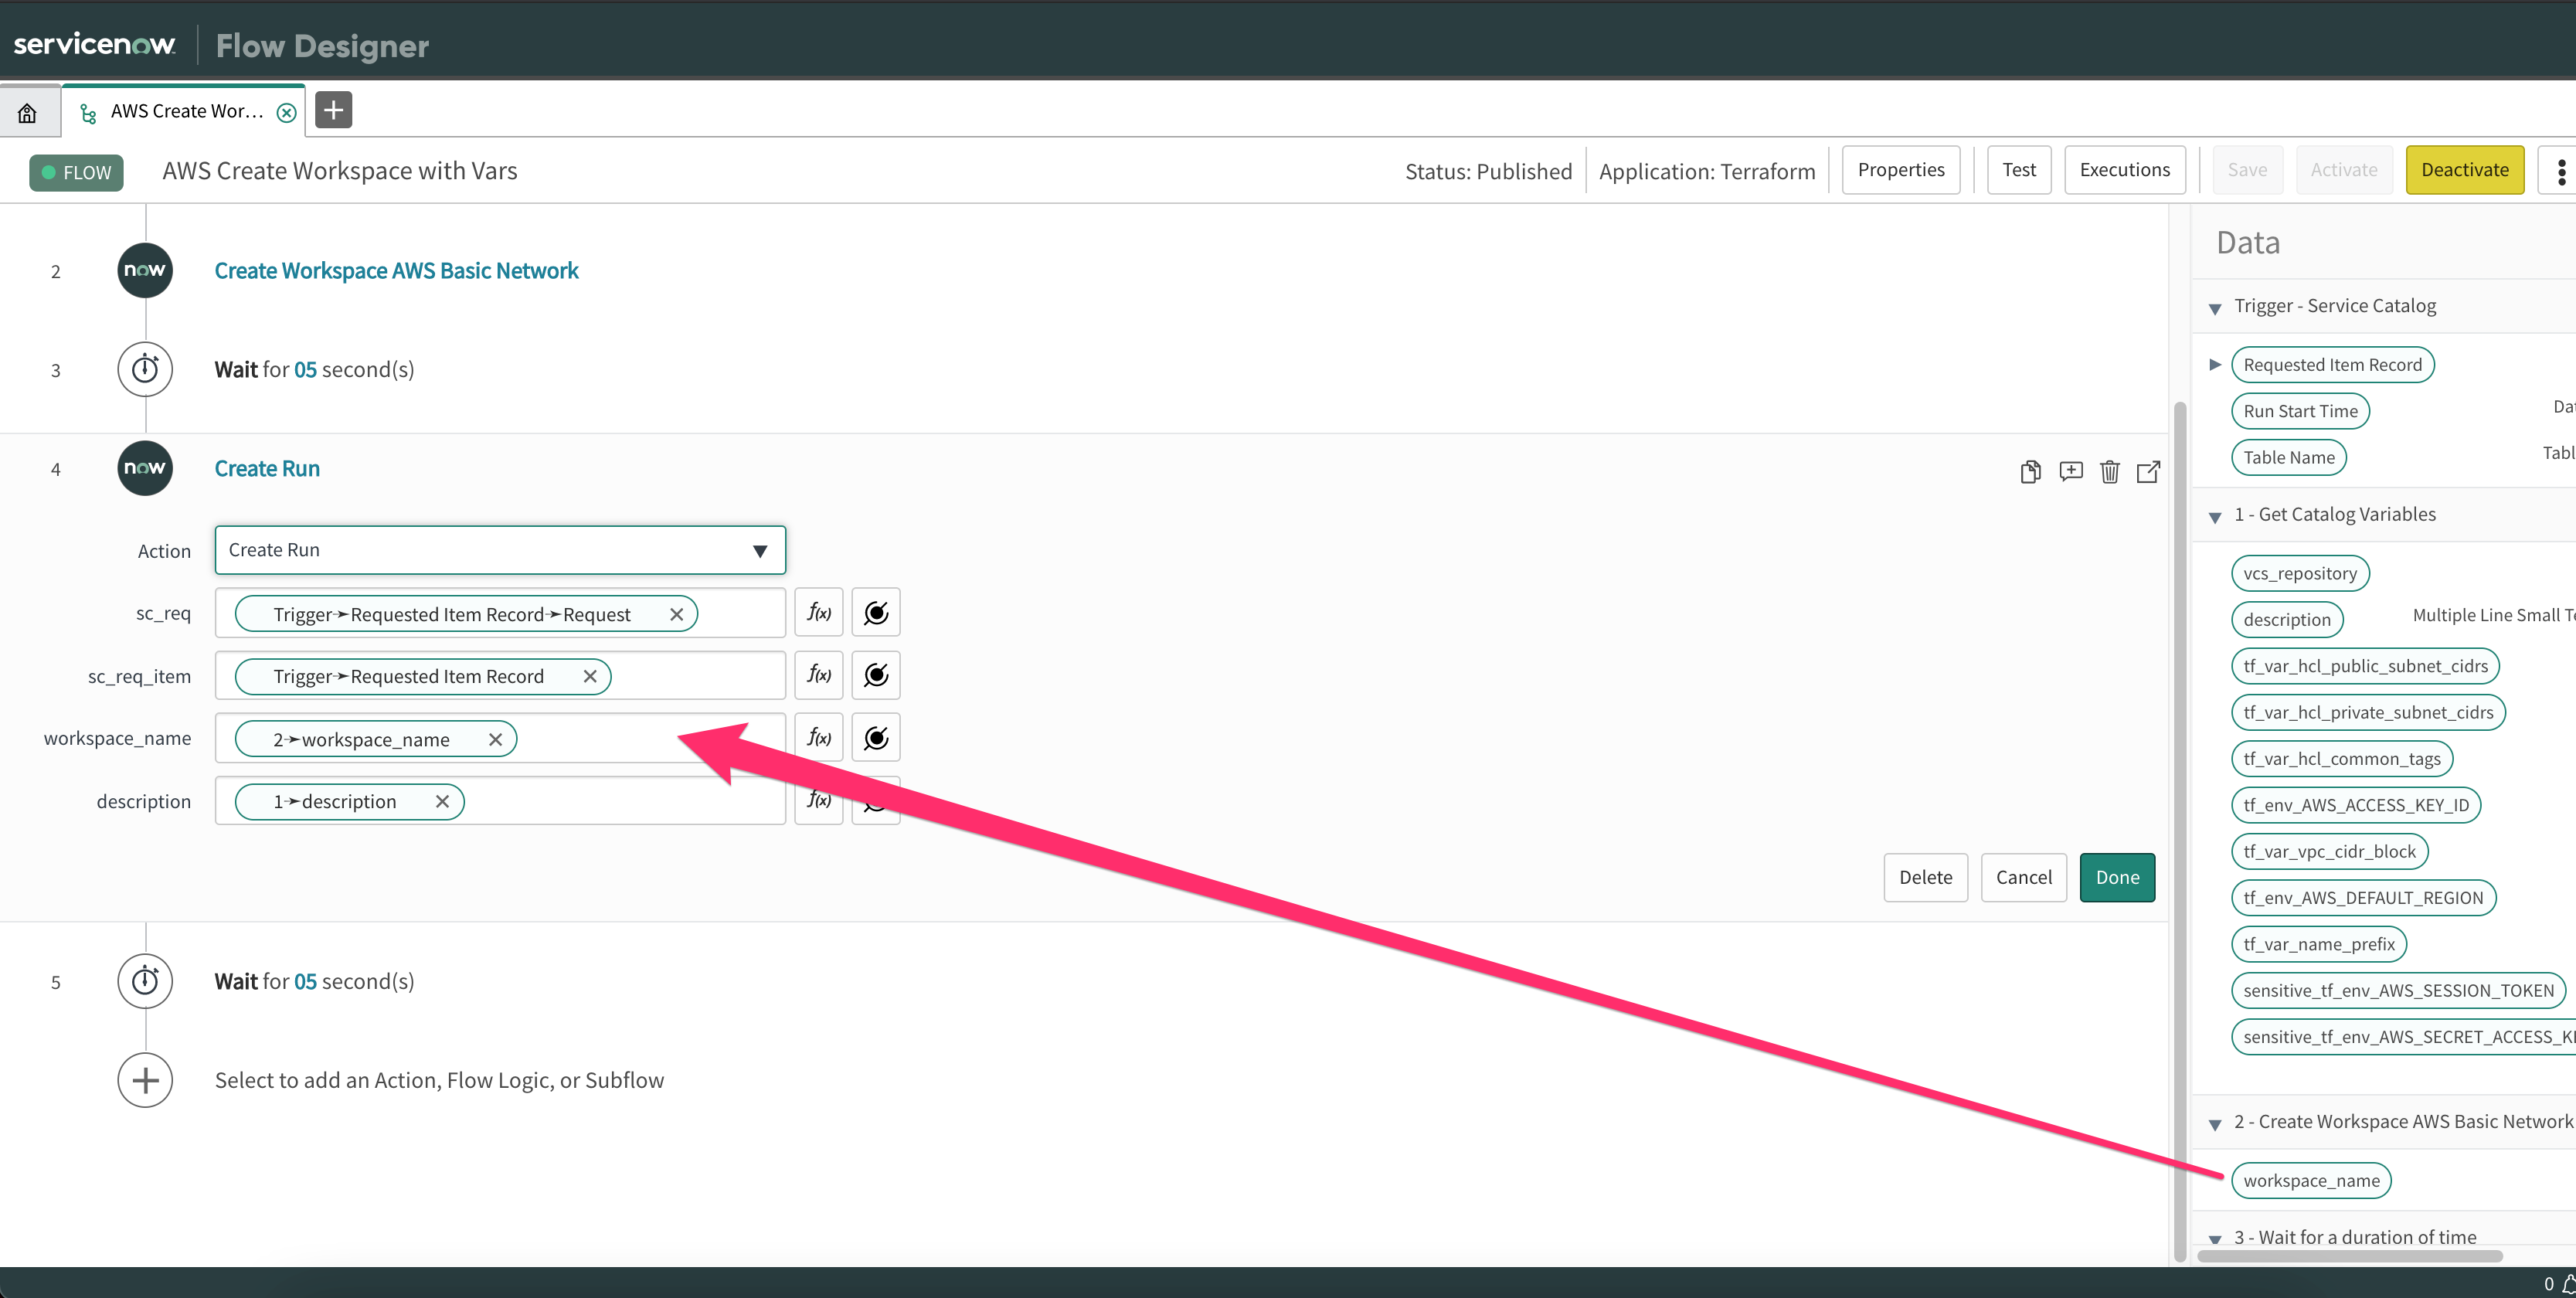 servicenow Flow Designer
AWS Create Wor...
FLOW AWS Create Workspace with Vars Status: Published Application: Terraform Properties Test Executions Save Activate Deactivate
2 now Create Workspace AWS Basic Network
3 Wait for 05 second(s)
4 now Create Run
Action Create Run
sc_req Trigger➛Requested Item Record➛Request f(x)
sc_req_item Trigger➛Requested Item Record f(x)
workspace_name 2➛workspace_name f(x)
description 1➛description f(x)
Delete Cancel Done
5 Wait for 05 second(s)
Select to add an Action, Flow Logic, or Subflow
Data
Trigger - Service Catalog
Requested Item Record
Run Start Time Dat
Table Name Tabl
1 - Get Catalog Variables
vcs_repository
description Multiple Line Small Te
tf_var_hcl_public_subnet_cidrs
tf_var_hcl_private_subnet_cidrs
tf_var_hcl_common_tags
tf_env_AWS_ACCESS_KEY_ID
tf_var_vpc_cidr_block
tf_env_AWS_DEFAULT_REGION
tf_var_name_prefix
sensitive_tf_env_AWS_SESSION_TOKEN
sensitive_tf_env_AWS_SECRET_ACCESS_KE
2 - Create Workspace AWS Basic Network
workspace_name
3 - Wait for a duration of time
0